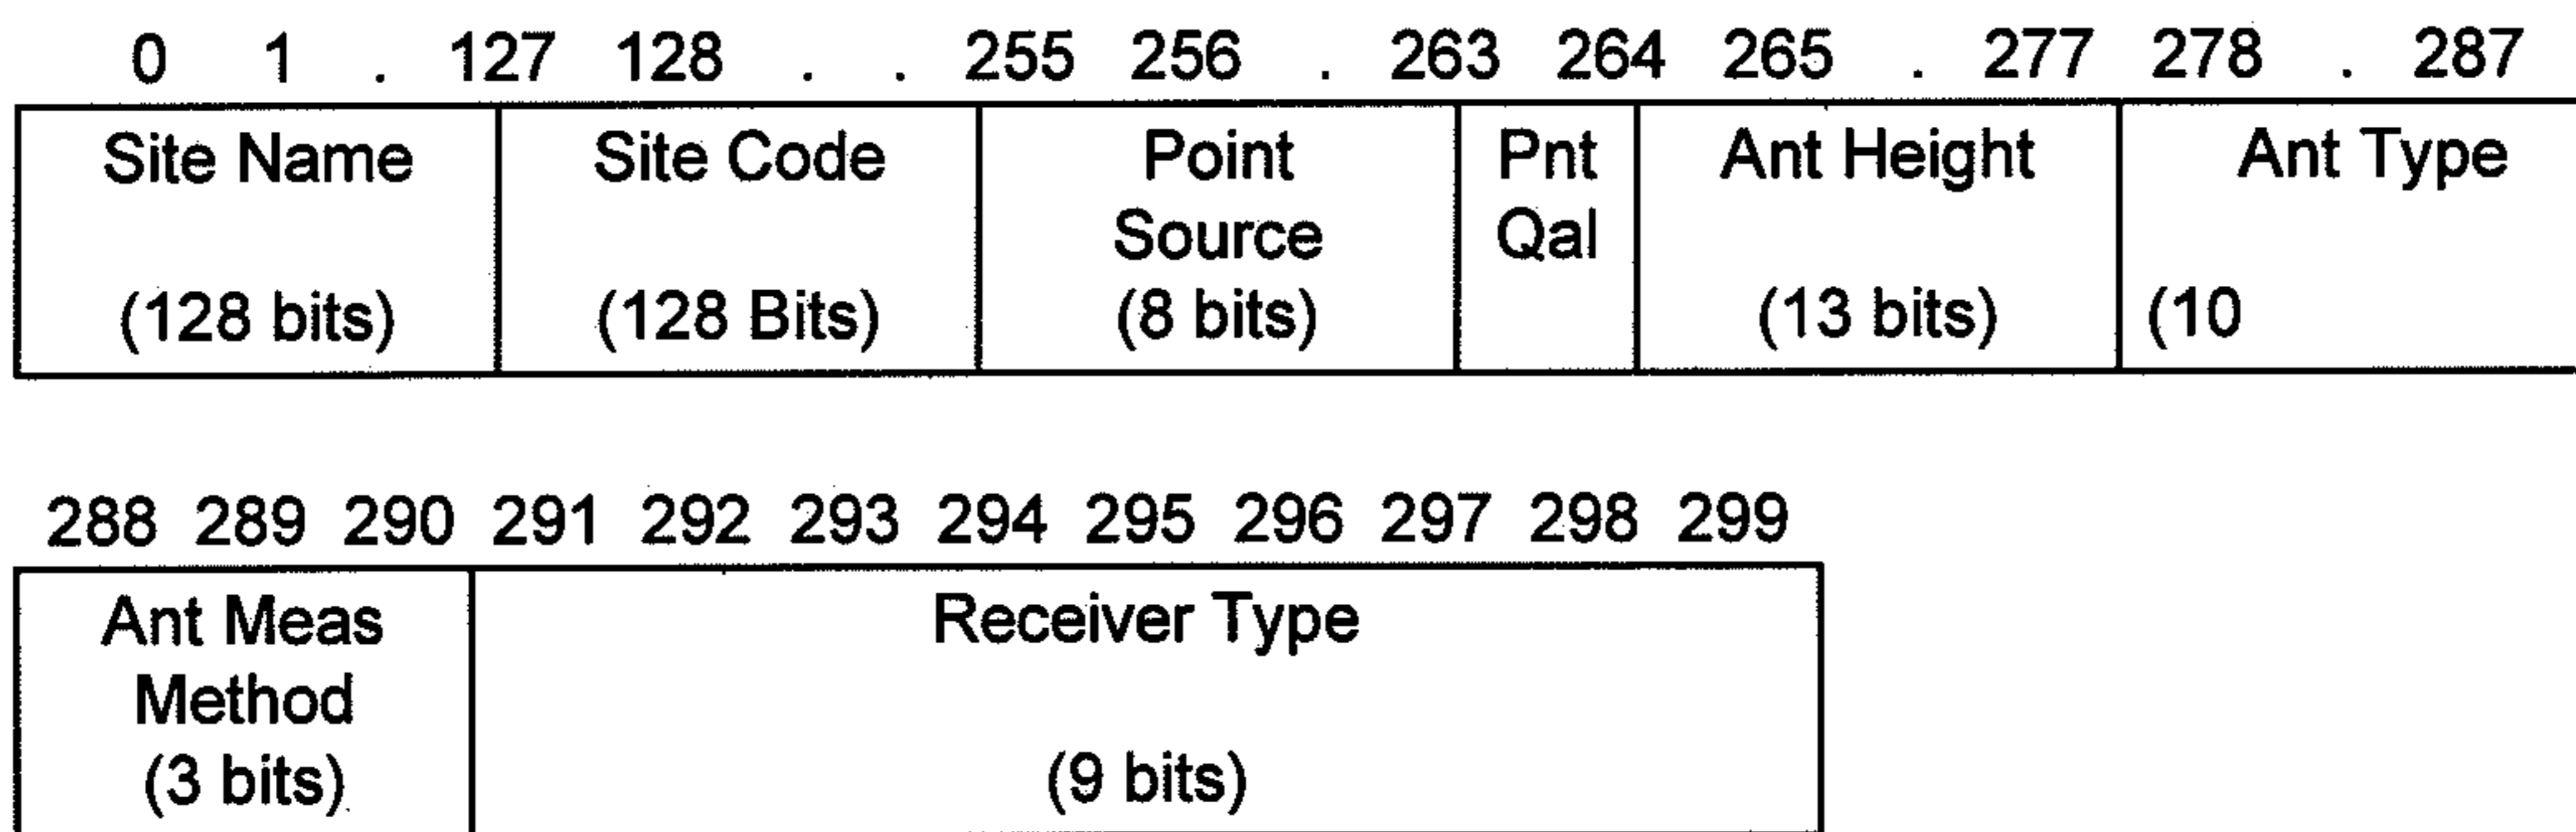 0 1 . 127 128 . . 255 256 . 263 264 265 . 277 278 . 287
Site Name Site Code Point Pnt Ant Height Ant Type
Source Qal
(128 bits) (128 Bits) (8 bits) (13 bits) (10
288 289 290 291 292 293 294 295 296 297 298 299
Ant Meas Receiver Type
Method
(3 bits) (9 bits)